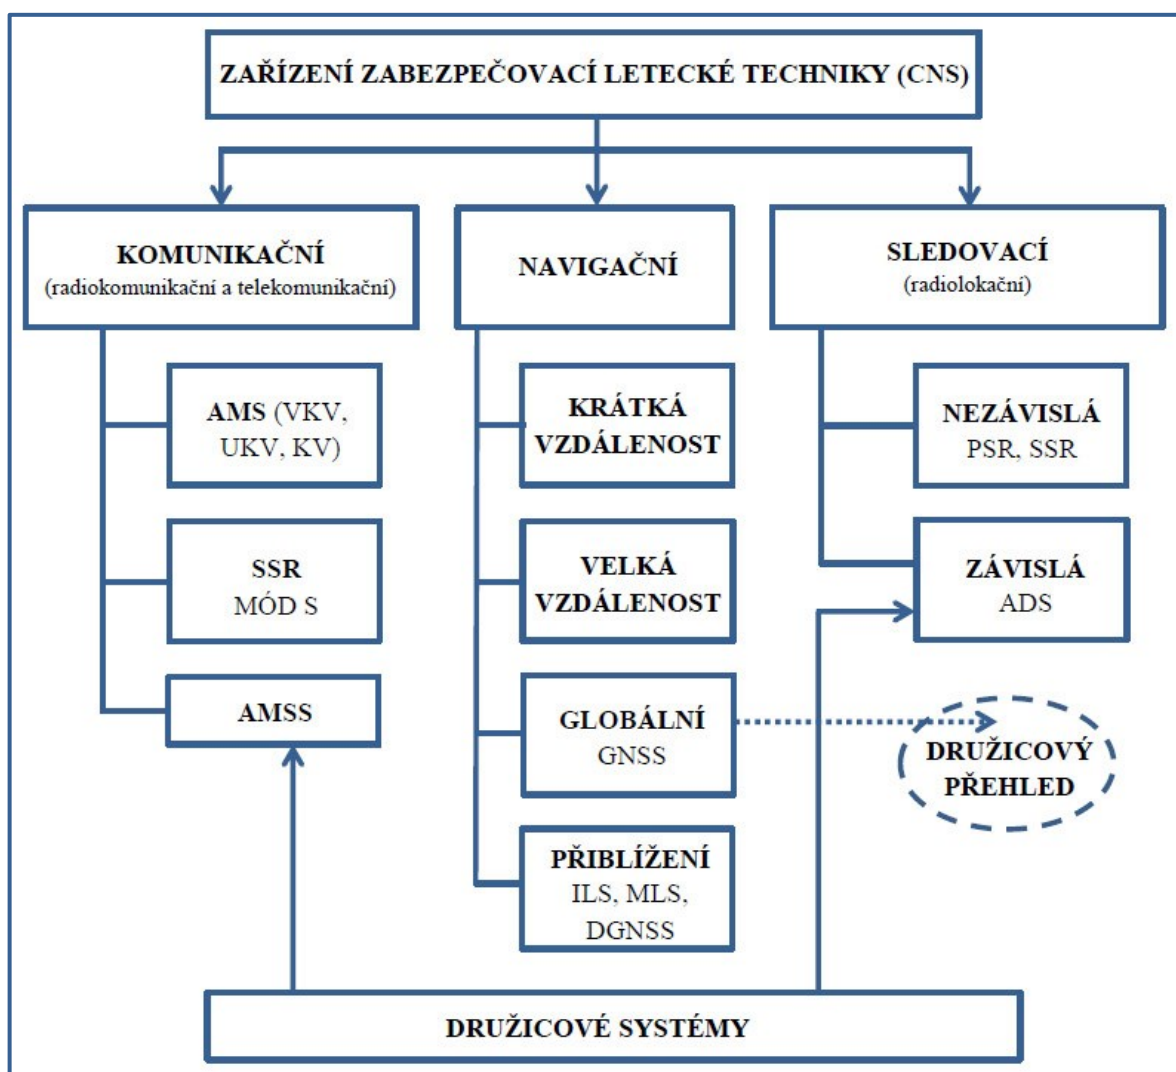 ZAŘÍZENÍ ZABEZPEČOVACÍ LETECKÉ TECHNIKY (CNS)
KOMUNIKAČNÍ
(radiokomunikační a telekomunikační)
AMS (VKV,
UKV, KV)
SSR
MÓD S
AMSS
NAVIGAČNÍ
KRÁTKÁ
VZDÁLENOST
VELKÁ
VZDÁLENOST
GLOBÁLNÍ
GNSS
PŘIBLÍŽENÍ
ILS, MLS,
DGNSS
SLEDOVACÍ
(radiolokační)
NEZÁVISLÁ
PSR, SSR
ZÁVISLÁ
ADS
DRUŽICOVÝ
PŘEHLED
DRUŽICOVÉ SYSTÉMY